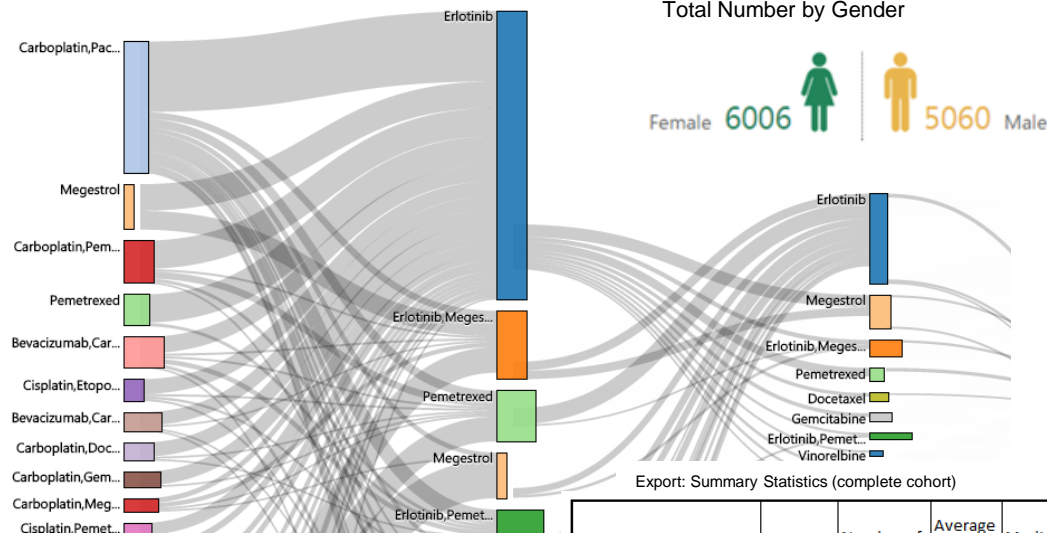 Total Number by Gender
Female 6006
5060 Male
Erlotinib
Erlotinib,Meges...
Pemetrexed
Megestrol
Erlotinib,Pemet...
Carboplatin,Pac...
Megestrol
Carboplatin,Pem...
Pemetrexed
Bevacizumab,Car...
Cisplatin,Etopo...
Bevacizumab,Car...
Carboplatin,Doc...
Carboplatin,Gem...
Carboplatin,Meg...
Cisplatin,Pemet...
Erlotinib
Megestrol
Erlotinib,Meges...
Pemetrexed
Docetaxel
Gemcitabine
Erlotinib,Pemet...
Vinorelbine
Export: Summary Statistics (complete cohort)
Average